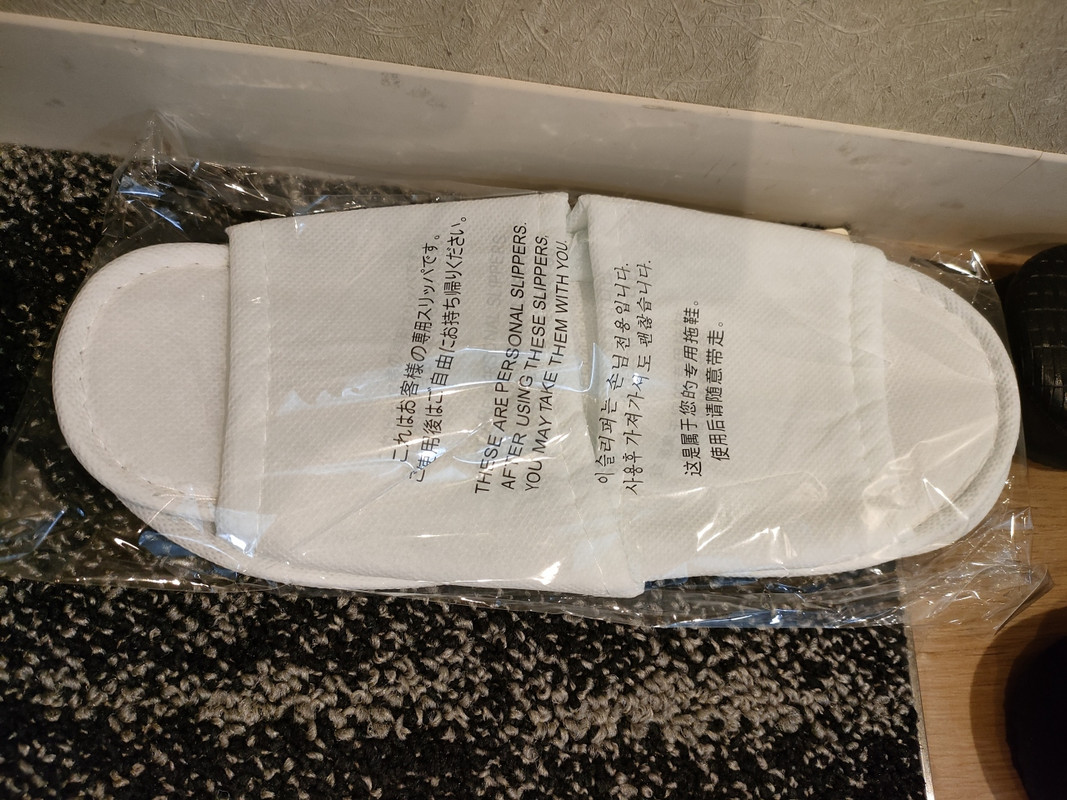 これはお客様の専用スリッパです。
ご使用後はご自由にお持ち帰りください。
THESE ARE PERSONAL SLIPPERS.
AFTER USING THESE SLIPPERS,
YOU MAY TAKE THEM WITH YOU.
이 슬리퍼는 손님 전용입니다.
사용후 가져가셔도 괜찮습니다.
这是属于您的专用拖鞋。
使用后请随意带走。